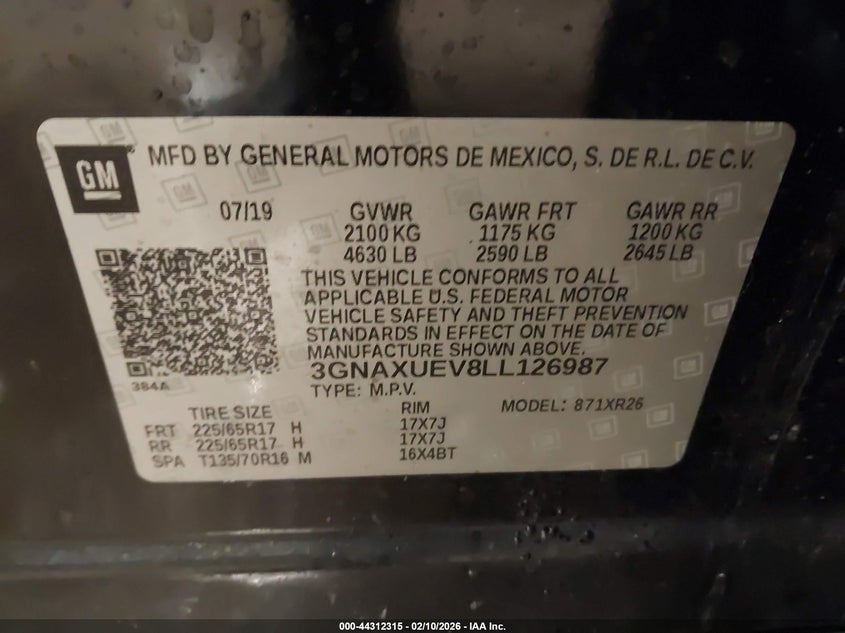 GM MFD BY GENERAL MOTORS DE MEXICO, S. DE R.L. DE C.V.
07/19 GVWR GAWR FRT GAWR RR
2100 KG 1175 KG 1200 KG
4630 LB 2590 LB 2645 LB
THIS VEHICLE CONFORMS TO ALL
APPLICABLE U.S. FEDERAL MOTOR
VEHICLE SAFETY AND THEFT PREVENTION
STANDARDS IN EFFECT ON THE DATE OF
MANUFACTURE SHOWN ABOVE.
3GNAXUEV8LL126987
384A
TYPE: M.P.V.
TIRE SIZE RIM MODEL: 871XR26
FRT 225/65R17 H 17X7J
RR 225/65R17 H 17X7J
SPA T135/70R16 M 16X4BT
000-44312315 - 02/10/2026 - IAA Inc.